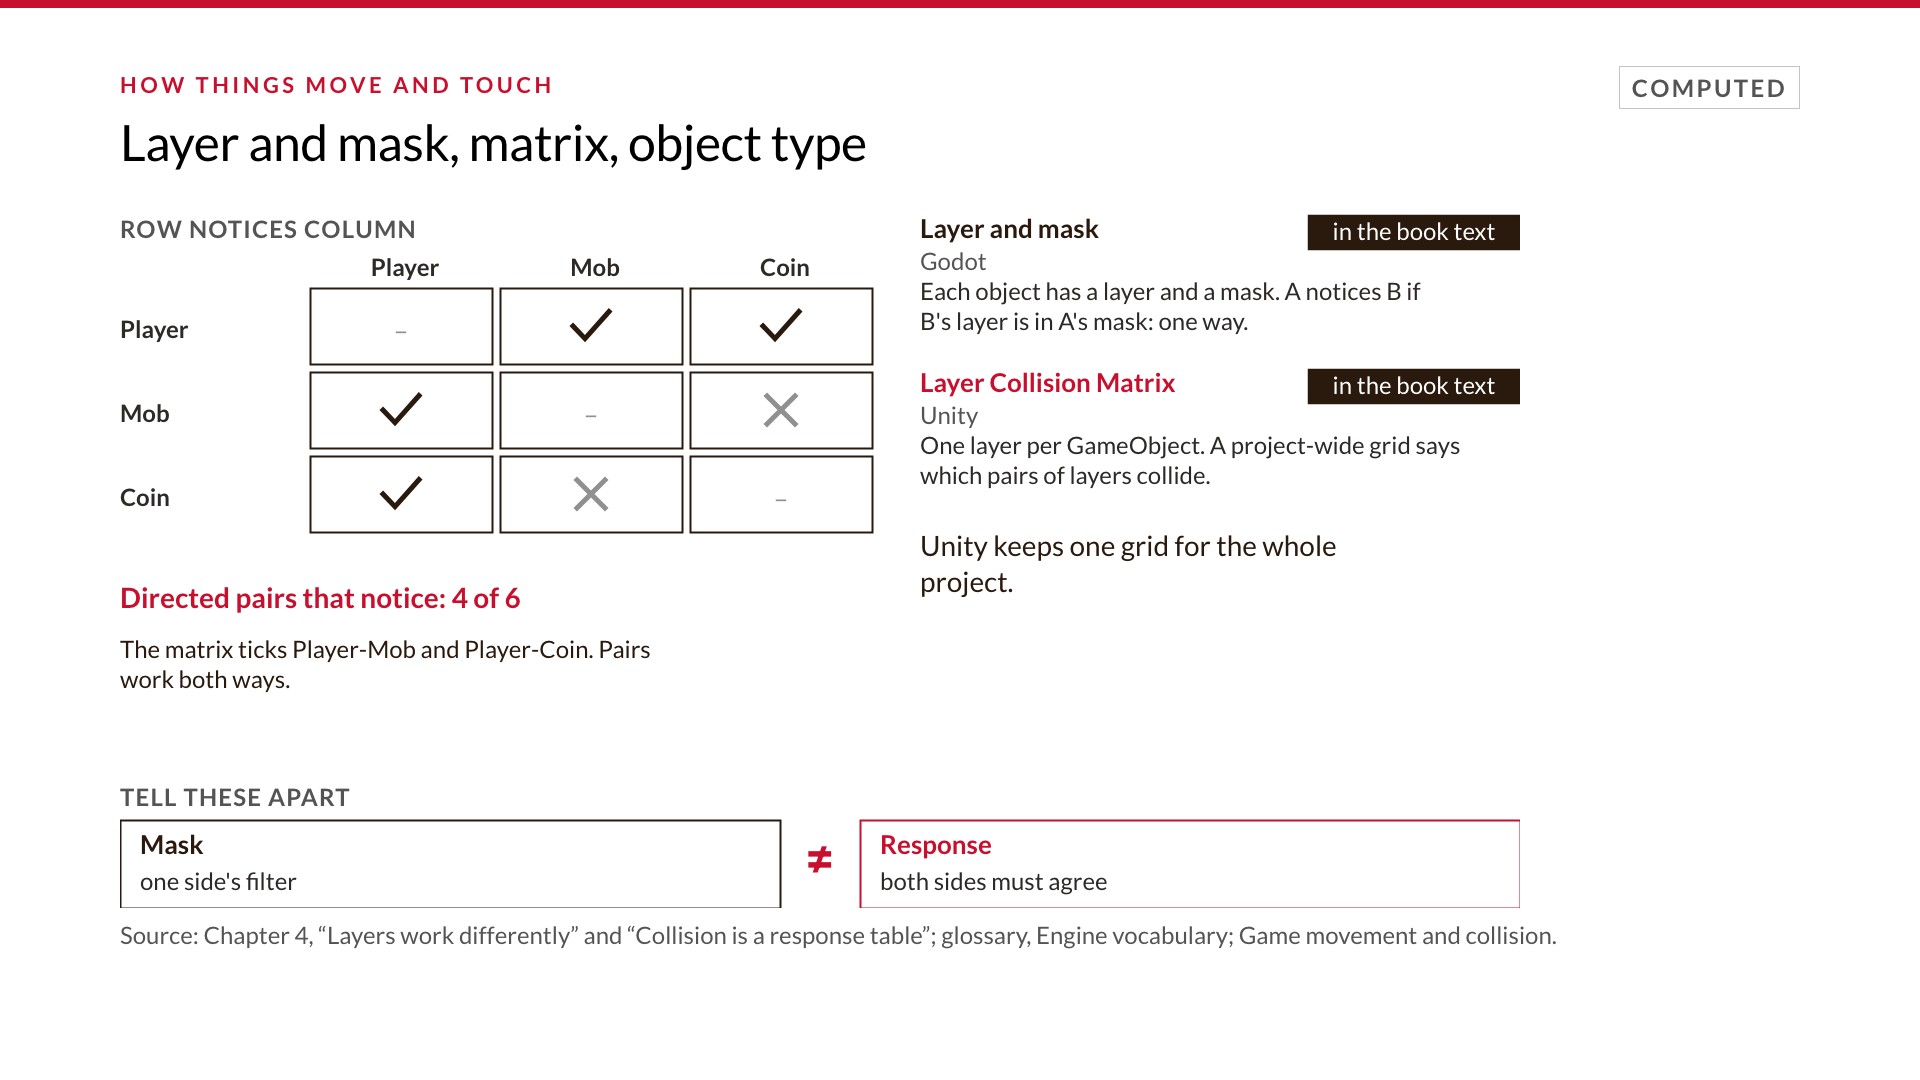 HOW THINGS MOVE AND TOUCH
COMPUTED
Layer and mask, matrix, object type
ROW NOTICES COLUMN
Player Mob Coin
Player – ✓ ✓
Mob ✓ – ✕
Coin ✓ ✕ –
Directed pairs that notice: 4 of 6
The matrix ticks Player-Mob and Player-Coin. Pairs
work both ways.
Layer and mask
in the book text
Godot
Each object has a layer and a mask. A notices B if
B's layer is in A's mask: one way.
Layer Collision Matrix
in the book text
Unity
One layer per GameObject. A project-wide grid says
which pairs of layers collide.
Unity keeps one grid for the whole
project.
TELL THESE APART
Mask
one side's filter
≠
Response
both sides must agree
Source: Chapter 4, “Layers work differently” and “Collision is a response table”; glossary, Engine vocabulary; Game movement and collision.